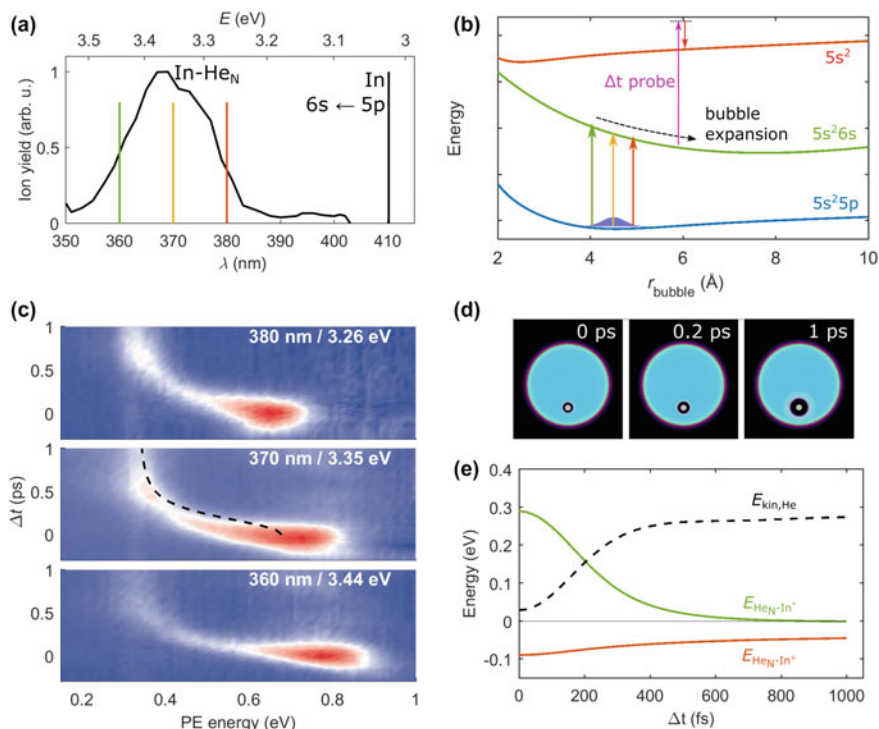 (a)
E (eV)
3.5 3.4 3.3 3.2 3.1 3
In-HeN
In
6s ← 5p
Ion yield (arb. u.)
1
0.5
0
350 360 370 380 390 400 410
λ (nm)
(b)
Energy
5s²
Δt probe
5s²6s
bubble
expansion
5s²5p
2 4 6 8 10
rbubble (Å)
(c)
380 nm / 3.26 eV
1
0.5
0
370 nm / 3.35 eV
1
0.5
0
360 nm / 3.44 eV
1
0.5
0
Δt (ps)
0.2 0.4 0.6 0.8 1
PE energy (eV)
(d)
0 ps 0.2 ps 1 ps
(e)
Energy (eV)
0.4
0.3
0.2
0.1
0
-0.1
Ekin,He
EHeN-In*
0 200 400 600 800 1000
Δt (fs)